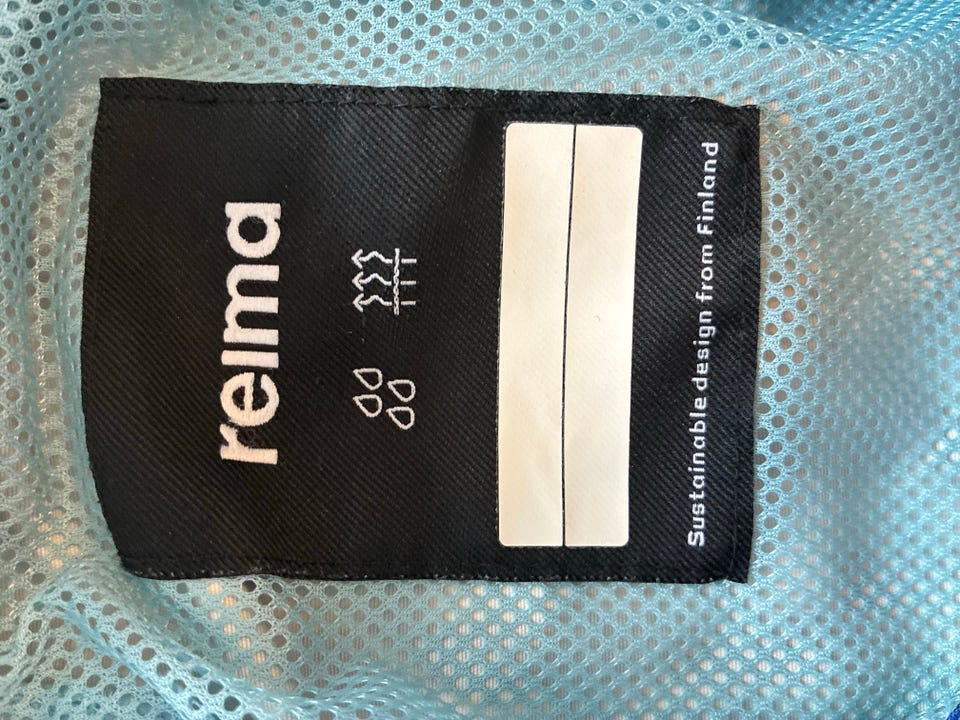 reima
Sustainable design from Finland